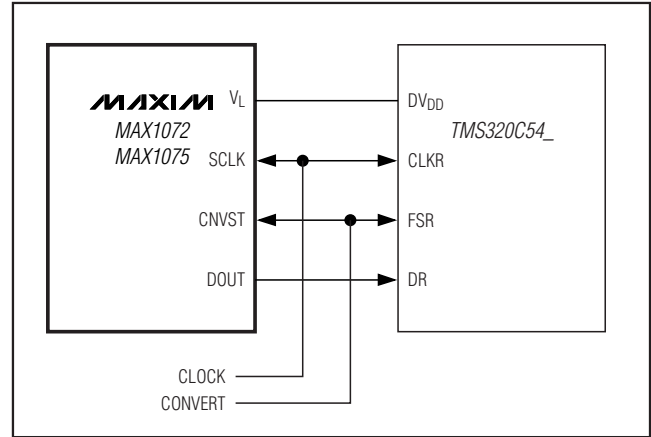 MAXIM
MAX1072
MAX1075
VL
SCLK
CNVST
DOUT
DVDD
TMS320C54_
CLKR
FSR
DR
CLOCK
CONVERT